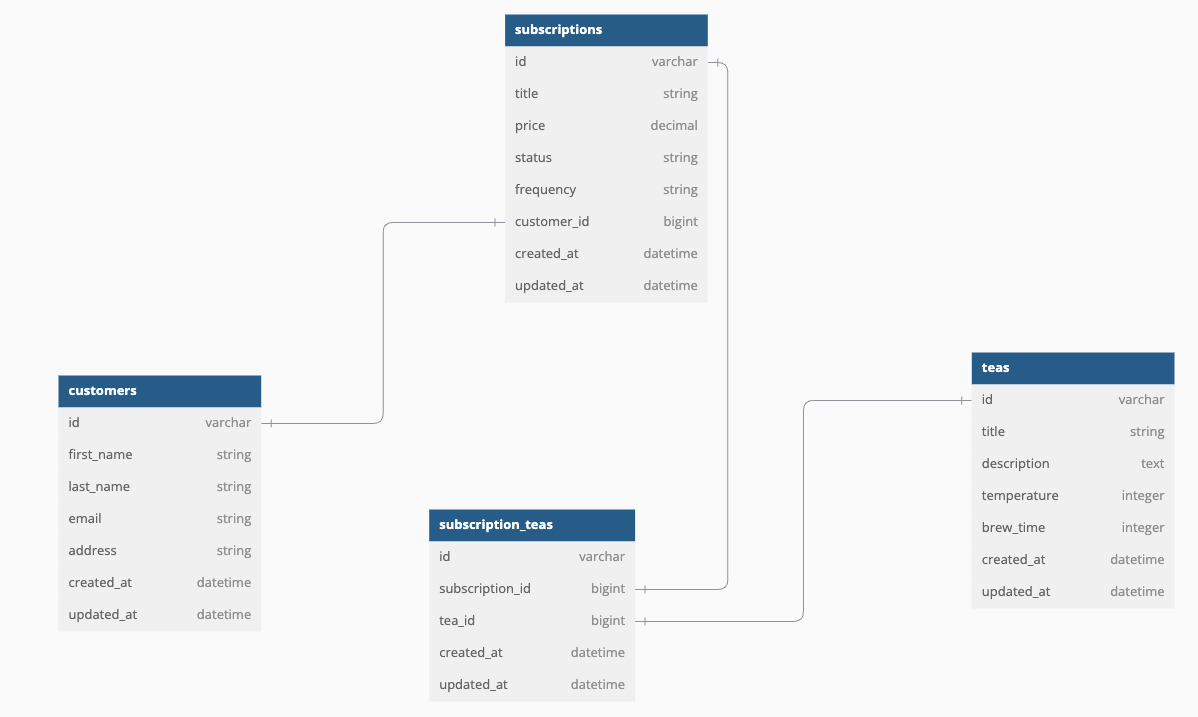 subscriptions
id varchar
title string
price decimal
status string
frequency string
customer_id bigint
created_at datetime
updated_at datetime
customers
id varchar
first_name string
last_name string
email string
address string
created_at datetime
updated_at datetime
subscription_teas
id varchar
subscription_id bigint
tea_id bigint
created_at datetime
updated_at datetime
teas
id varchar
title string
description text
temperature integer
brew_time integer
created_at datetime
updated_at datetime